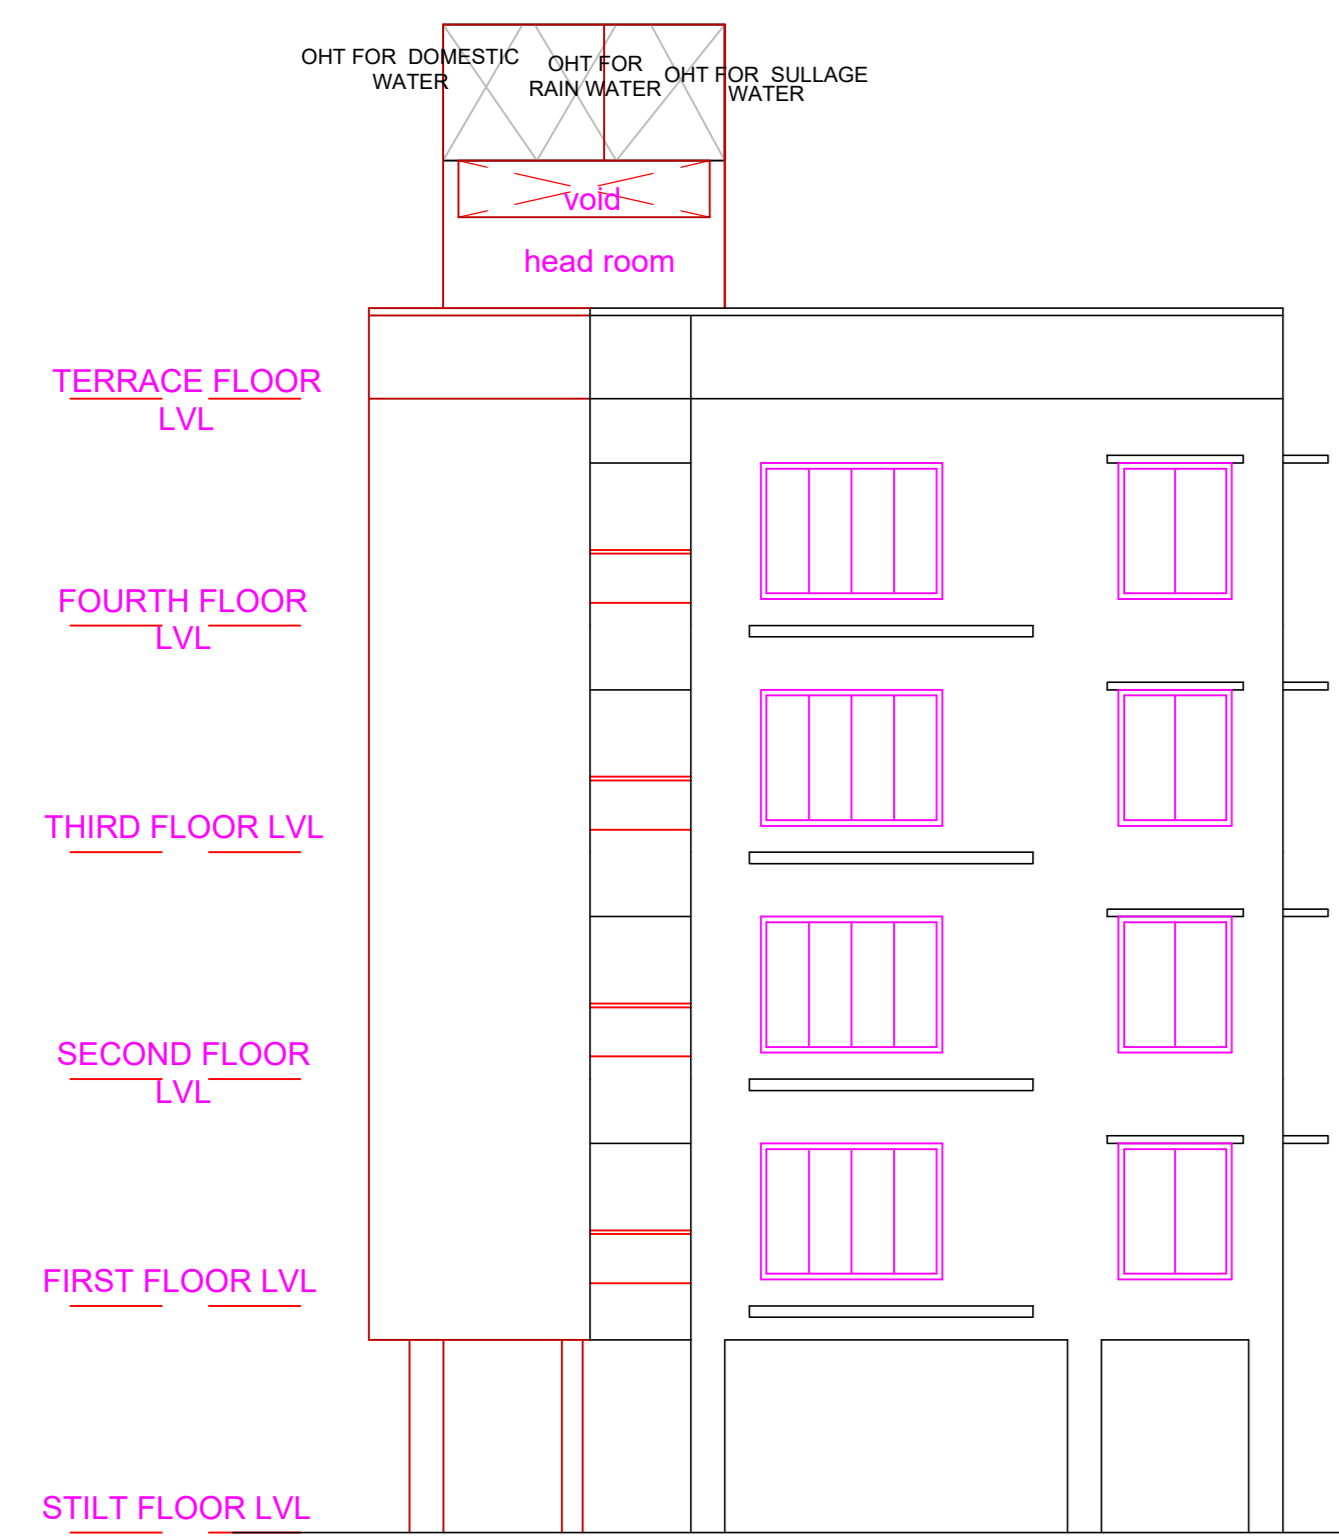 OHT FOR DOMESTIC
WATER
OHT FOR
RAIN WATER
OHT FOR SULLAGE
WATER
void
head room
TERRACE FLOOR
LVL
FOURTH FLOOR
LVL
THIRD FLOOR LVL
SECOND FLOOR
LVL
FIRST FLOOR LVL
STILT FLOOR LVL